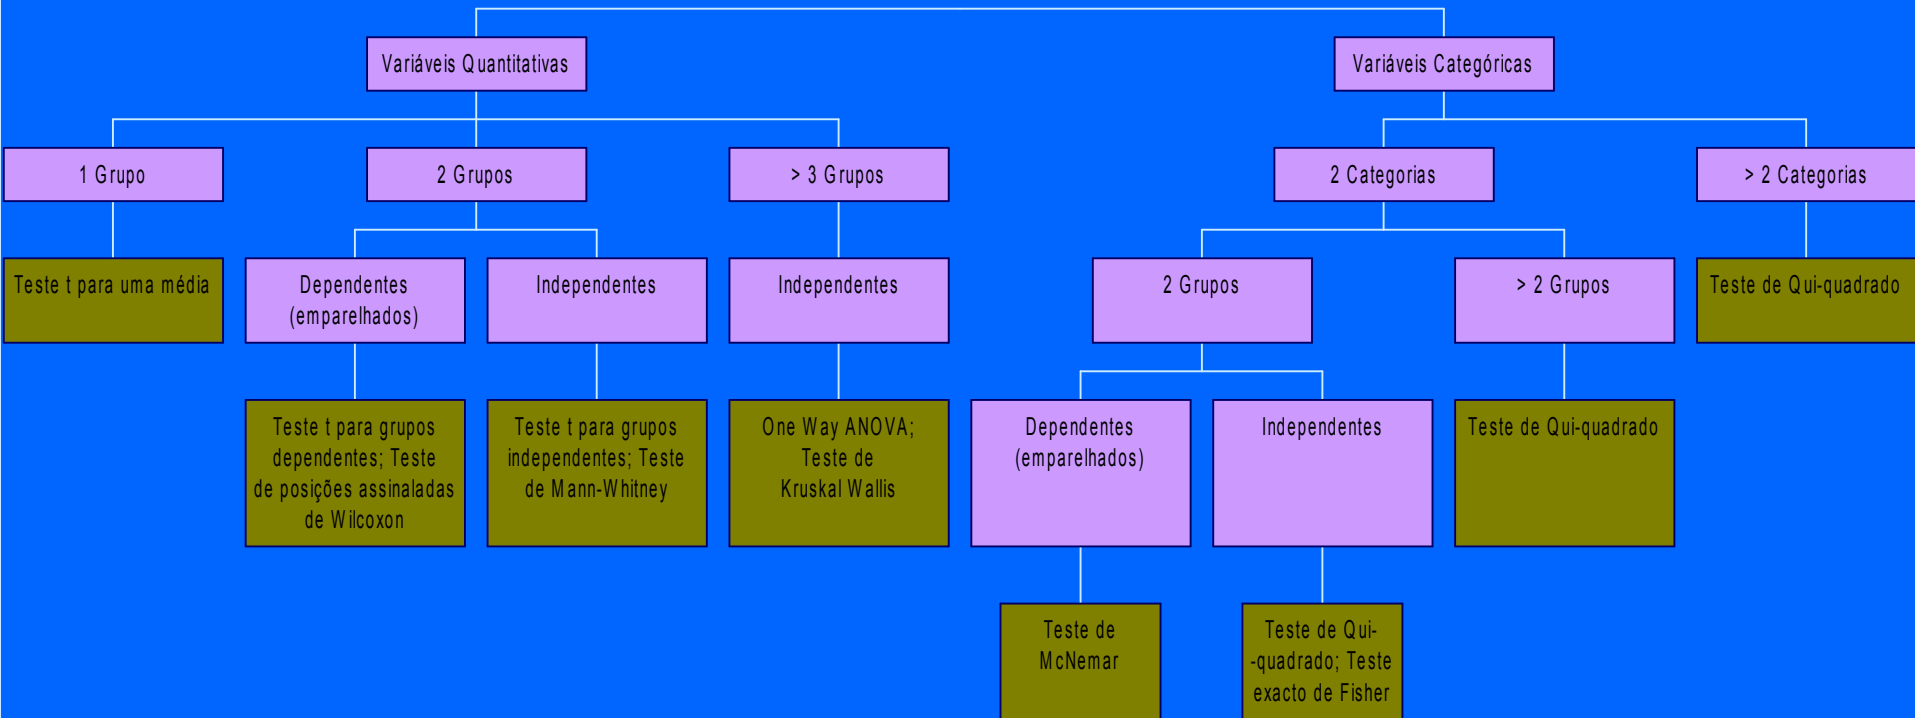 Variáveis Quantitativas
Variáveis Categóricas
1 Grupo
2 Grupos
> 3 Grupos
2 Categorias
> 2 Categorias
Teste t para uma média
Dependentes
(emparelhados)
Independentes
Independentes
2 Grupos
> 2 Grupos
Teste de Qui-quadrado
Teste t para grupos
dependentes; Teste
de posições assinaladas
de Wilcoxon
Teste t para grupos
independentes; Teste
de Mann-Whitney
One Way ANOVA;
Teste de
Kruskal Wallis
Dependentes
(emparelhados)
Independentes
Teste de Qui-quadrado
Teste de
McNemar
Teste de Qui-
-quadrado; Teste
exacto de Fisher